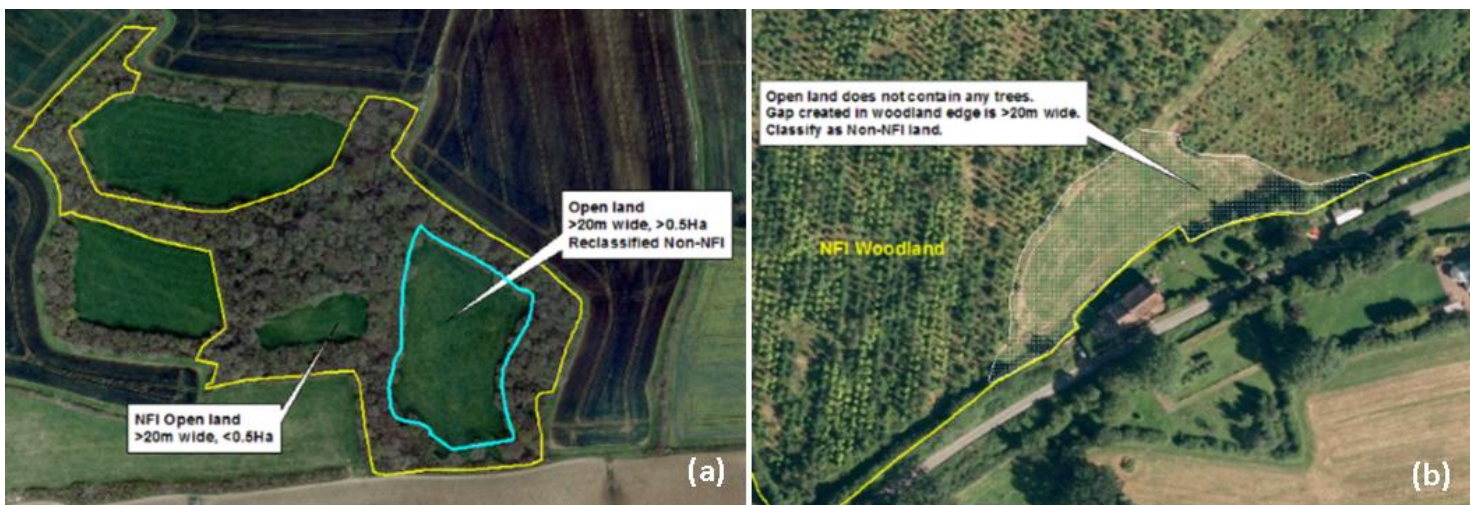 Open land
>20m wide, >0.5Ha
Reclassified Non-NFI
NFI Open land
>20m wide, <0.5Ha
(a)
Open land does not contain any trees.
Gap created in woodland edge is >20m wide.
Classify as Non-NFI land.
NFI Woodland
(b)